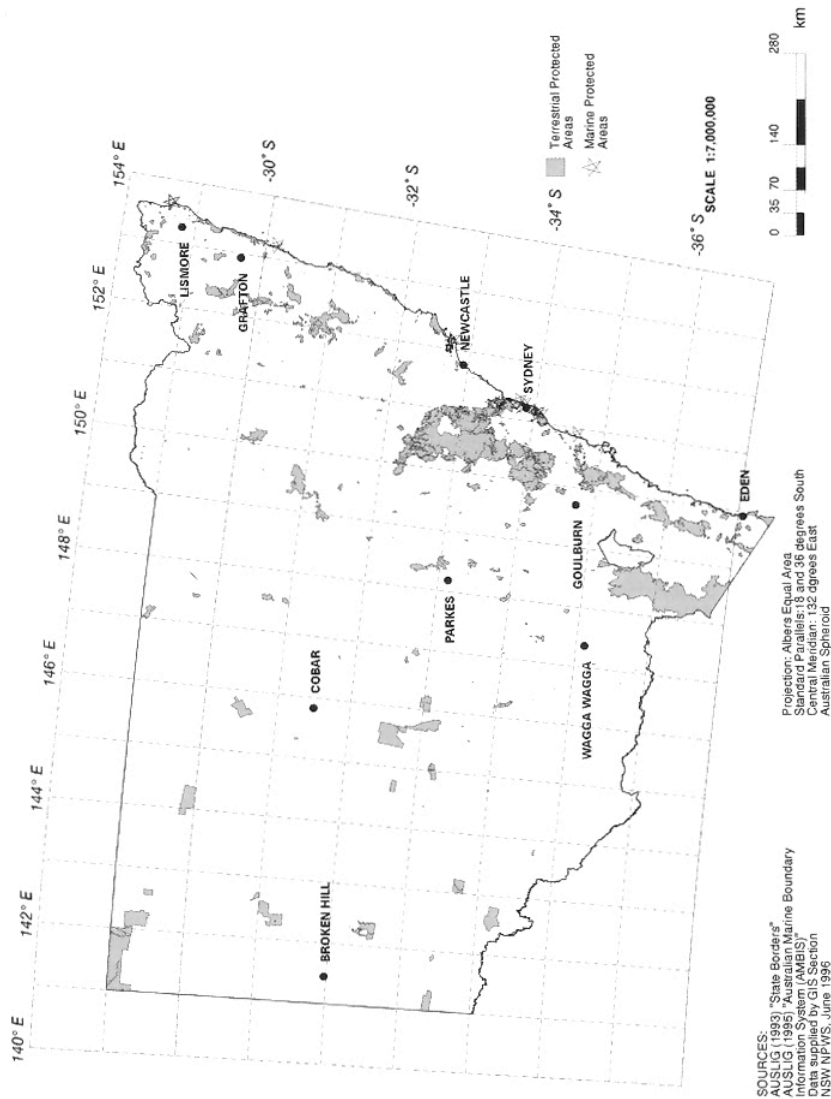 140° E
142° E
144° E
146° E
148° E
150° E
152° E
154° E
-30° S
-32° S
-34° S
-36° S
LISMORE
GRAFTON
NEWCASTLE
SYDNEY
GOULBURN
EDEN
PARKES
WAGGA WAGGA
COBAR
BROKEN HILL
Terrestrial Protected
Areas
Marine Protected
Areas
SCALE 1:7,000,000
0 35 70 140 280
km
SOURCES:
AUSLIG (1993) "State Borders"
AUSLIG (1995) "Australian Marine Boundary
Information System (AMBIS)"
Data supplied by GIS Section
NSW NPWS, June 1996
Projection: Albers Equal Area
Standard Parallels:18 and 36 degrees South
Central Meridian: 132 dgrees East
Australian Spheroid